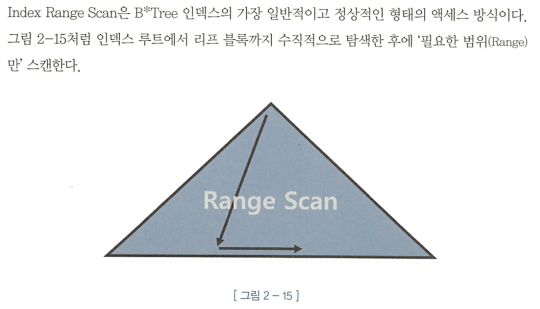 Index Range Scan은 B*Tree 인덱스의 가장 일반적이고 정상적인 형태의 액세스 방식이다.
그림 2-15처럼 인덱스 루트에서 리프 블록까지 수직적으로 탐색한 후에 ‘필요한 범위(Range)
만’ 스캔한다.
Range Scan
[ 그림 2 - 15 ]